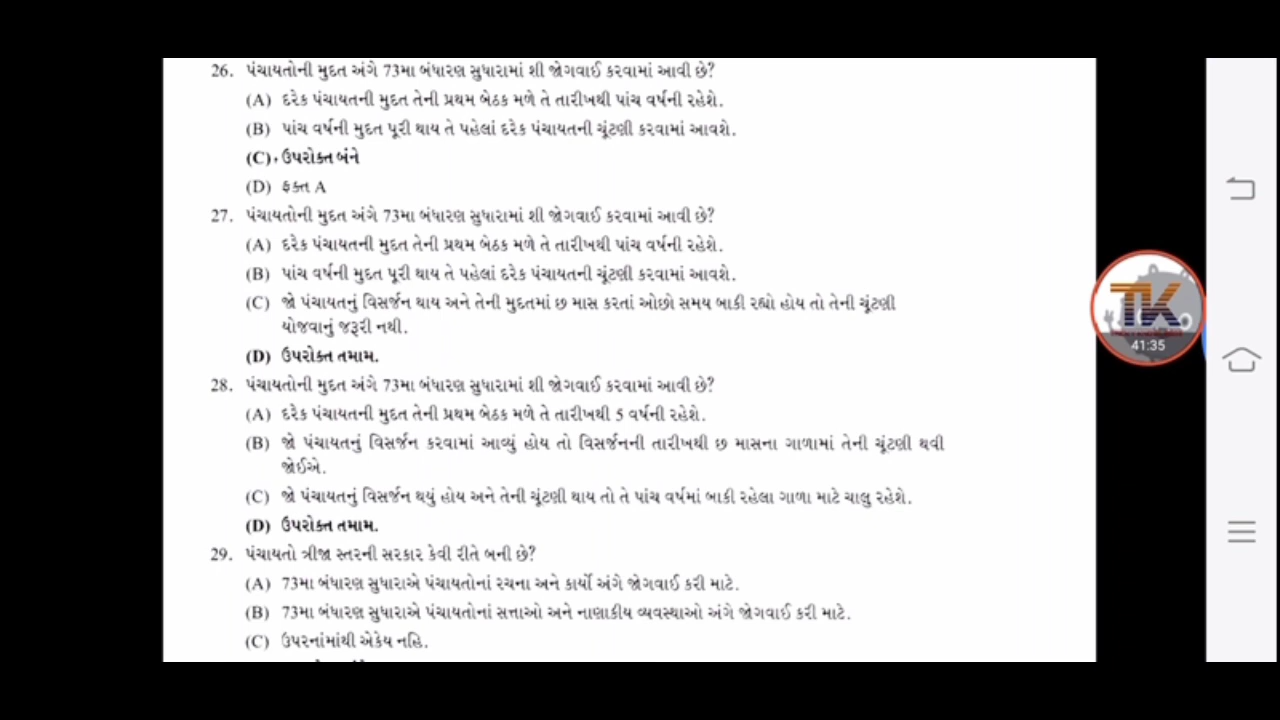 26. પંચાયતોની મુદત અંગે 73મા બંધારણ સુધારામાં શી જોગવાઈ કરવામાં આવી છે?
(A) દરેક પંચાયતની મુદત તેની પ્રથમ બેઠક મળે તે તારીખથી પાંચ વર્ષની રહેશે.
(B) પાંચ વર્ષની મુદત પૂરી થાય તે પહેલાં દરેક પંચાયતની ચૂંટણી કરવામાં આવશે.
(C) ઉપરોક્ત બંને
(D) ફક્ત A
27. પંચાયતોની મુદત અંગે 73મા બંધારણ સુધારામાં શી જોગવાઈ કરવામાં આવી છે?
(A) દરેક પંચાયતની મુદત તેની પ્રથમ બેઠક મળે તે તારીખથી પાંચ વર્ષની રહેશે.
(B) પાંચ વર્ષની મુદત પૂરી થાય તે પહેલાં દરેક પંચાયતની ચૂંટણી કરવામાં આવશે.
(C) જો પંચાયતનું વિસર્જન થાય અને તેની મુદતમાં છ માસ કરતાં ઓછો સમય બાકી રહ્યો હોય તો તેની ચૂંટણી
યોજવાનું જરૂરી નથી.
(D) ઉપરોક્ત તમામ.
28. પંચાયતોની મુદત અંગે 73મા બંધારણ સુધારામાં શી જોગવાઈ કરવામાં આવી છે?
(A) દરેક પંચાયતની મુદત તેની પ્રથમ બેઠક મળે તે તારીખથી 5 વર્ષની રહેશે.
(B) જો પંચાયતનું વિસર્જન કરવામાં આવ્યું હોય તો વિસર્જનની તારીખથી છ માસના ગાળામાં તેની ચૂંટણી થવી
જોઈએ.
(C) જો પંચાયતનું વિસર્જન થયું હોય અને તેની ચૂંટણી થાય તો તે પાંચ વર્ષમાં બાકી રહેલા ગાળા માટે ચાલુ રહેશે.
(D) ઉપરોક્ત તમામ.
29. પંચાયતો ત્રીજા સ્તરની સરકાર કેવી રીતે બની છે?
(A) 73મા બંધારણ સુધારાએ પંચાયતોનાં રચના અને કાર્યો અંગે જોગવાઈ કરી માટે.
(B) 73મા બંધારણ સુધારાએ પંચાયતોનાં સત્તાઓ અને નાણાકીય વ્યવસ્થાઓ અંગે જોગવાઈ કરી માટે.
(C) ઉપરનાંમાંથી એકેય નહિ.
TK
41:35